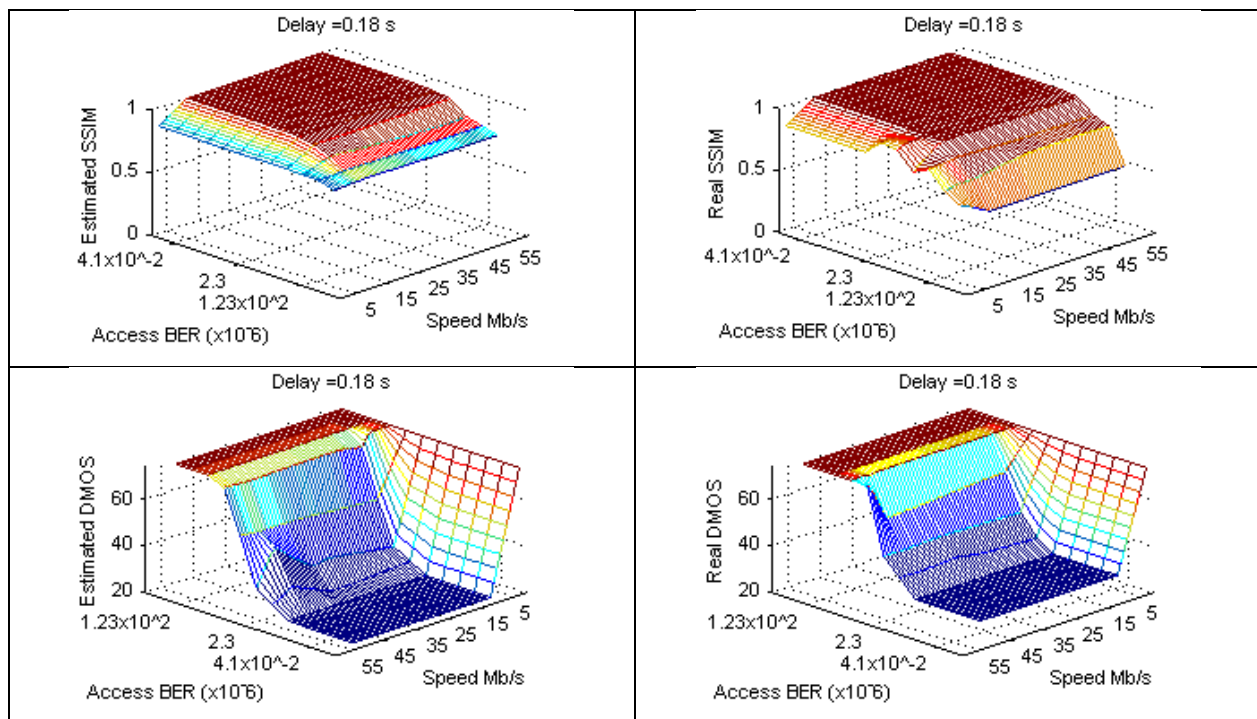 Delay =0.18 s
Estimated SSIM
1
0.5
0
4.1x10^-2
2.3
1.23x10^2
Access BER (x10⁻6)
5
15
25
35
45
55
Speed Mb/s
Delay =0.18 s
Real SSIM
1
0.5
0
4.1x10^-2
2.3
1.23x10^2
Access BER (x10⁻6)
5
15
25
35
45
55
Speed Mb/s
Delay =0.18 s
Estimated DMOS
60
40
20
1.23x10^2
2.3
4.1x10^-2
Access BER (x10⁻6)
55
45
35
25
15
5
Speed Mb/s
Delay =0.18 s
Real DMOS
60
40
20
1.23x10^2
2.3
4.1x10^-2
Access BER (x10⁻6)
55
45
35
25
15
5
Speed Mb/s